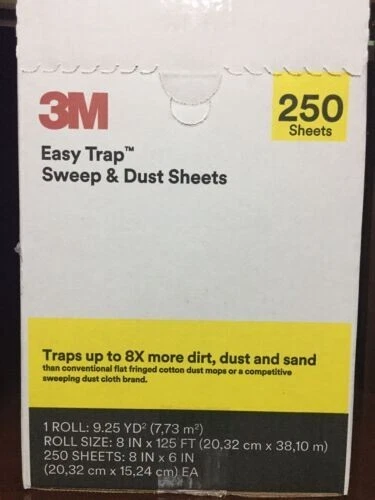 3M
250
Sheets
Easy Trap™
Sweep & Dust Sheets
Traps up to 8X more dirt, dust and sand
than conventional flat fringed cotton dust mops or a competitive
sweeping dust cloth brand.
1 ROLL: 9.25 YD² (7,73 m²)
ROLL SIZE: 8 IN x 125 FT (20,32 cm x 38,10 m)
250 SHEETS: 8 IN x 6 IN
(20,32 cm x 15,24 cm) EA